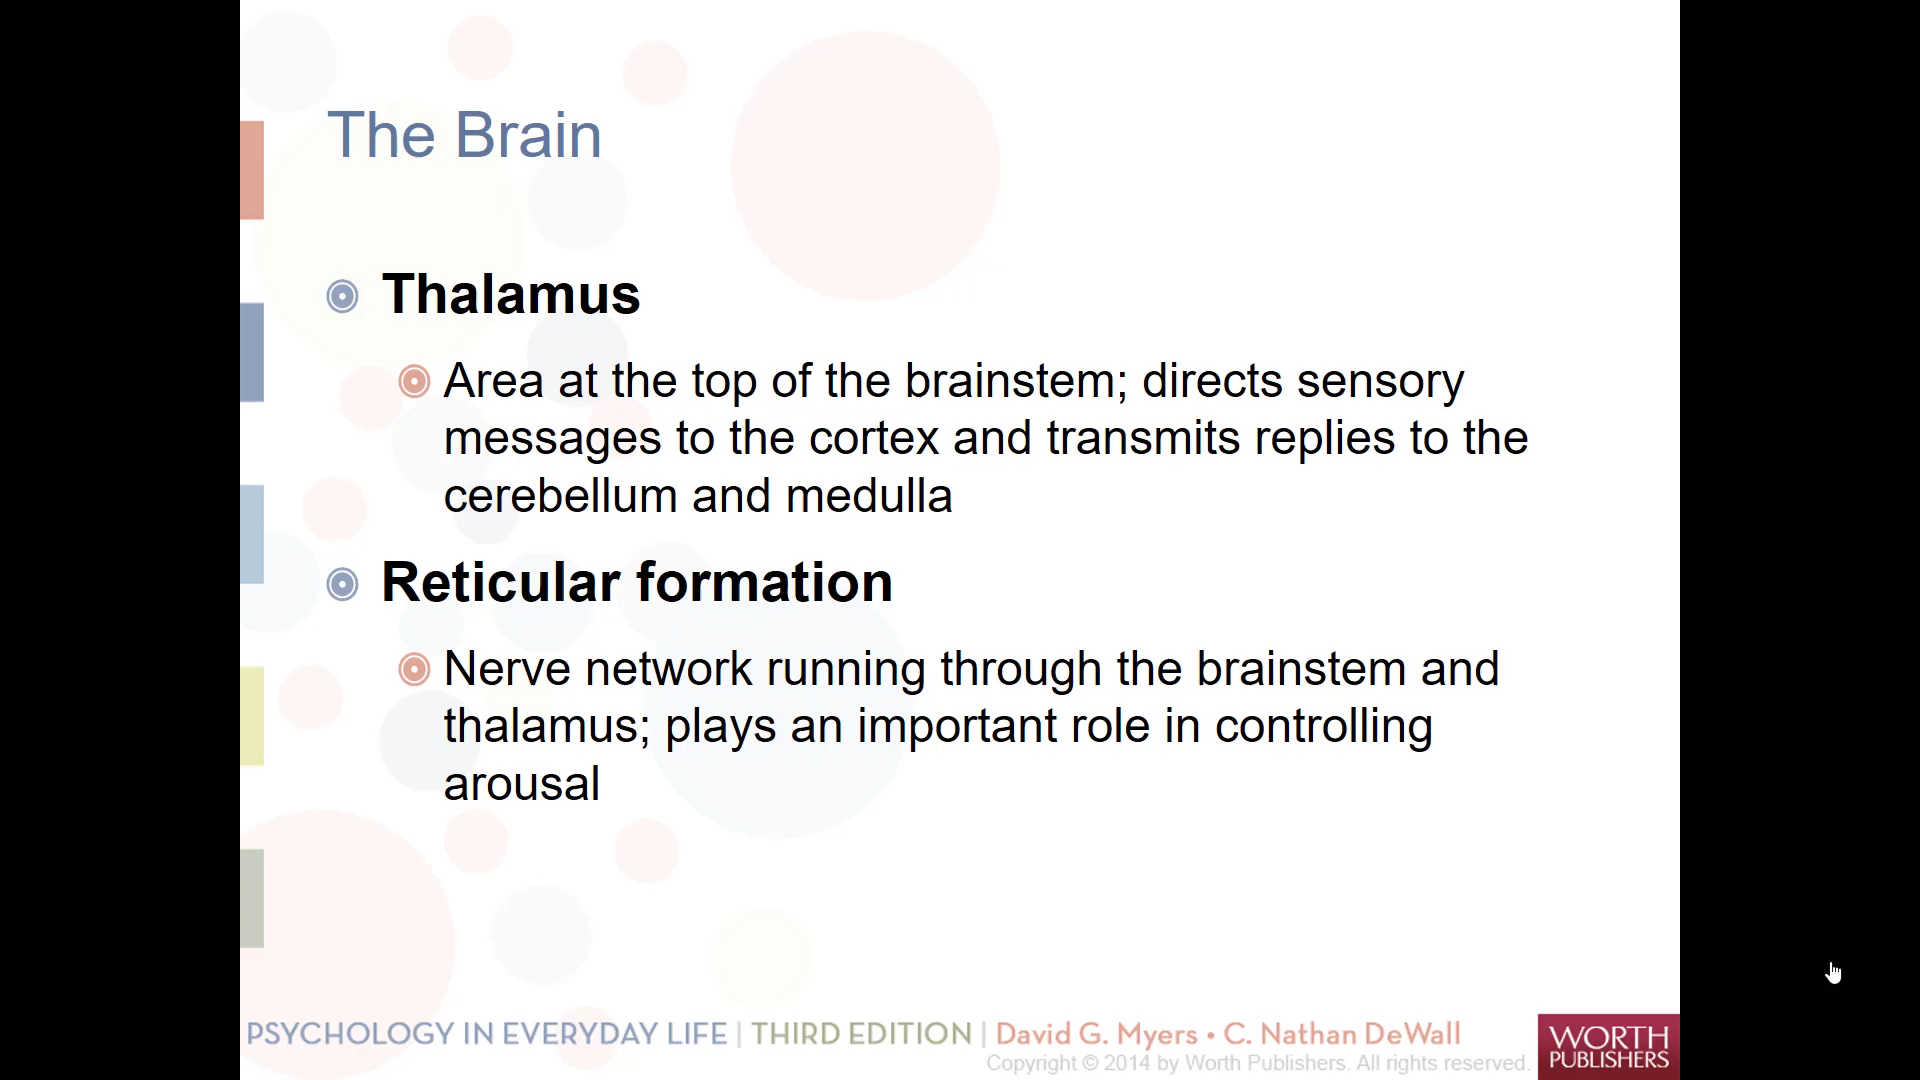 The Brain
Thalamus
Area at the top of the brainstem; directs sensory
messages to the cortex and transmits replies to the
cerebellum and medulla
Reticular formation
Nerve network running through the brainstem and
thalamus; plays an important role in controlling
arousal
PSYCHOLOGY IN EVERYDAY LIFE | THIRD EDITION | David G. Myers • C. Nathan DeWall
Copyright © 2014 by Worth Publishers. All rights reserved.
WORTH
PUBLISHERS